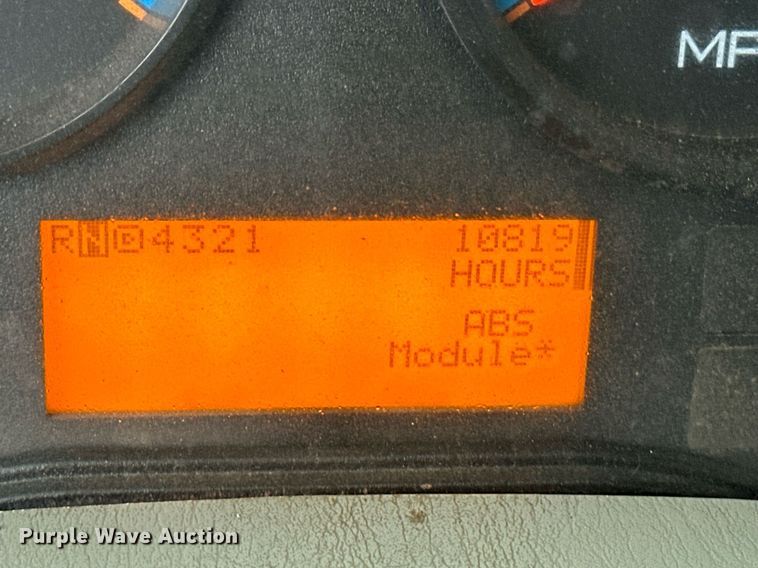 MP
RND4321 10819
HOURS
ABS
Module*
Purple Wave Auction